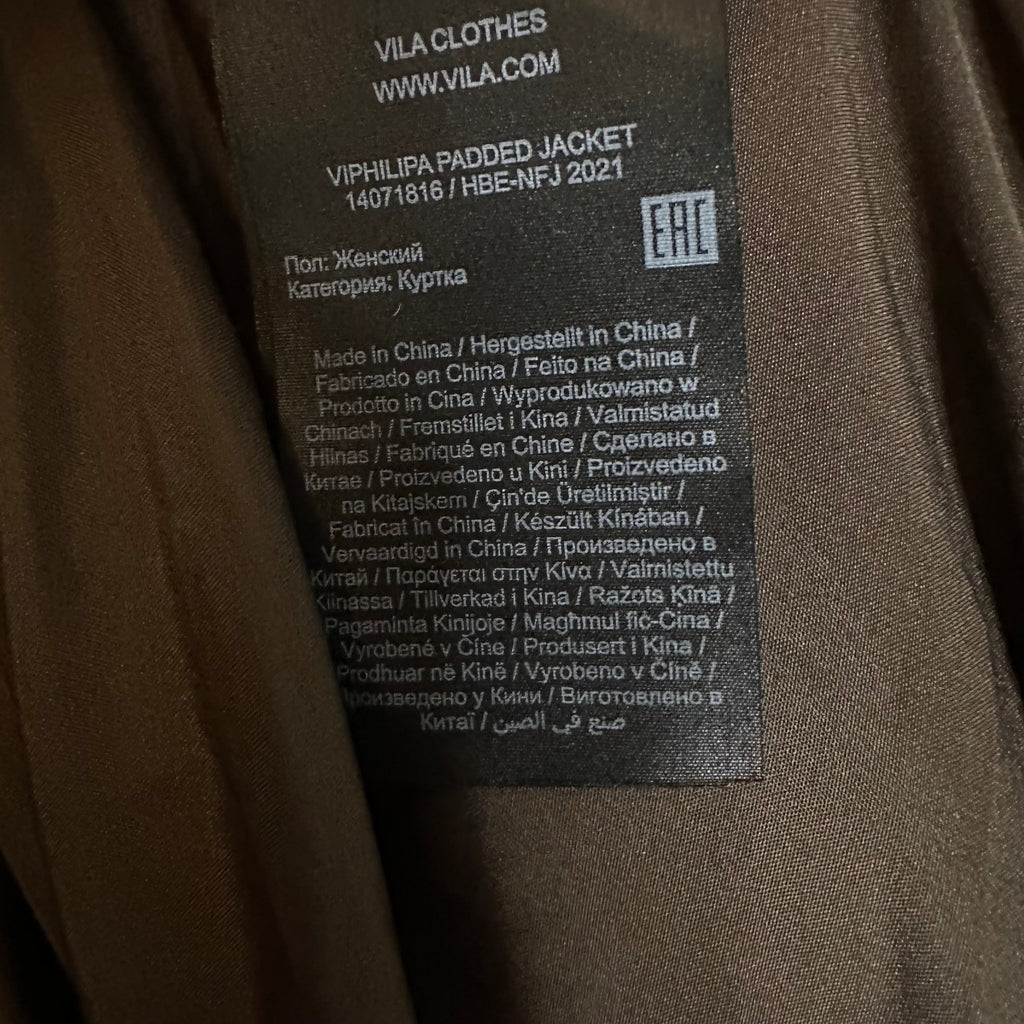 VILA CLOTHES
WWW.VILA.COM
VIPHILIPA PADDED JACKET
14071816 / HBE-NFJ 2021
EAC
Пол: Женский
Категория: Куртка
Made in China / Hergestellt in China /
Fabricado en China / Feito na China /
Prodotto in Cina / Wyprodukowano w
Chinach / Fremstillet i Kina / Valmistatud
Hiinas / Fabriqué en Chine / Сделано в
Китае / Proizvedeno u Kini / Proizvedeno
na Kitajskem / Çin'de Üretilmiştir /
Fabricat în China / Készült Kínában /
Vervaardigd in China / Произведено в
Китай / Παράγεται στην Κίνα / Valmistettu
Kiinassa / Tillverkad i Kina / Ražots Ķīnā /
Pagaminta Kinijoje / Maghmul fiċ-Ċina /
Vyrobené v Číne / Produsert i Kina /
Prodhuar në Kinë / Vyrobeno v Číně /
Произведено у Кини / Виготовлено в
Китаї / صنع في الصين